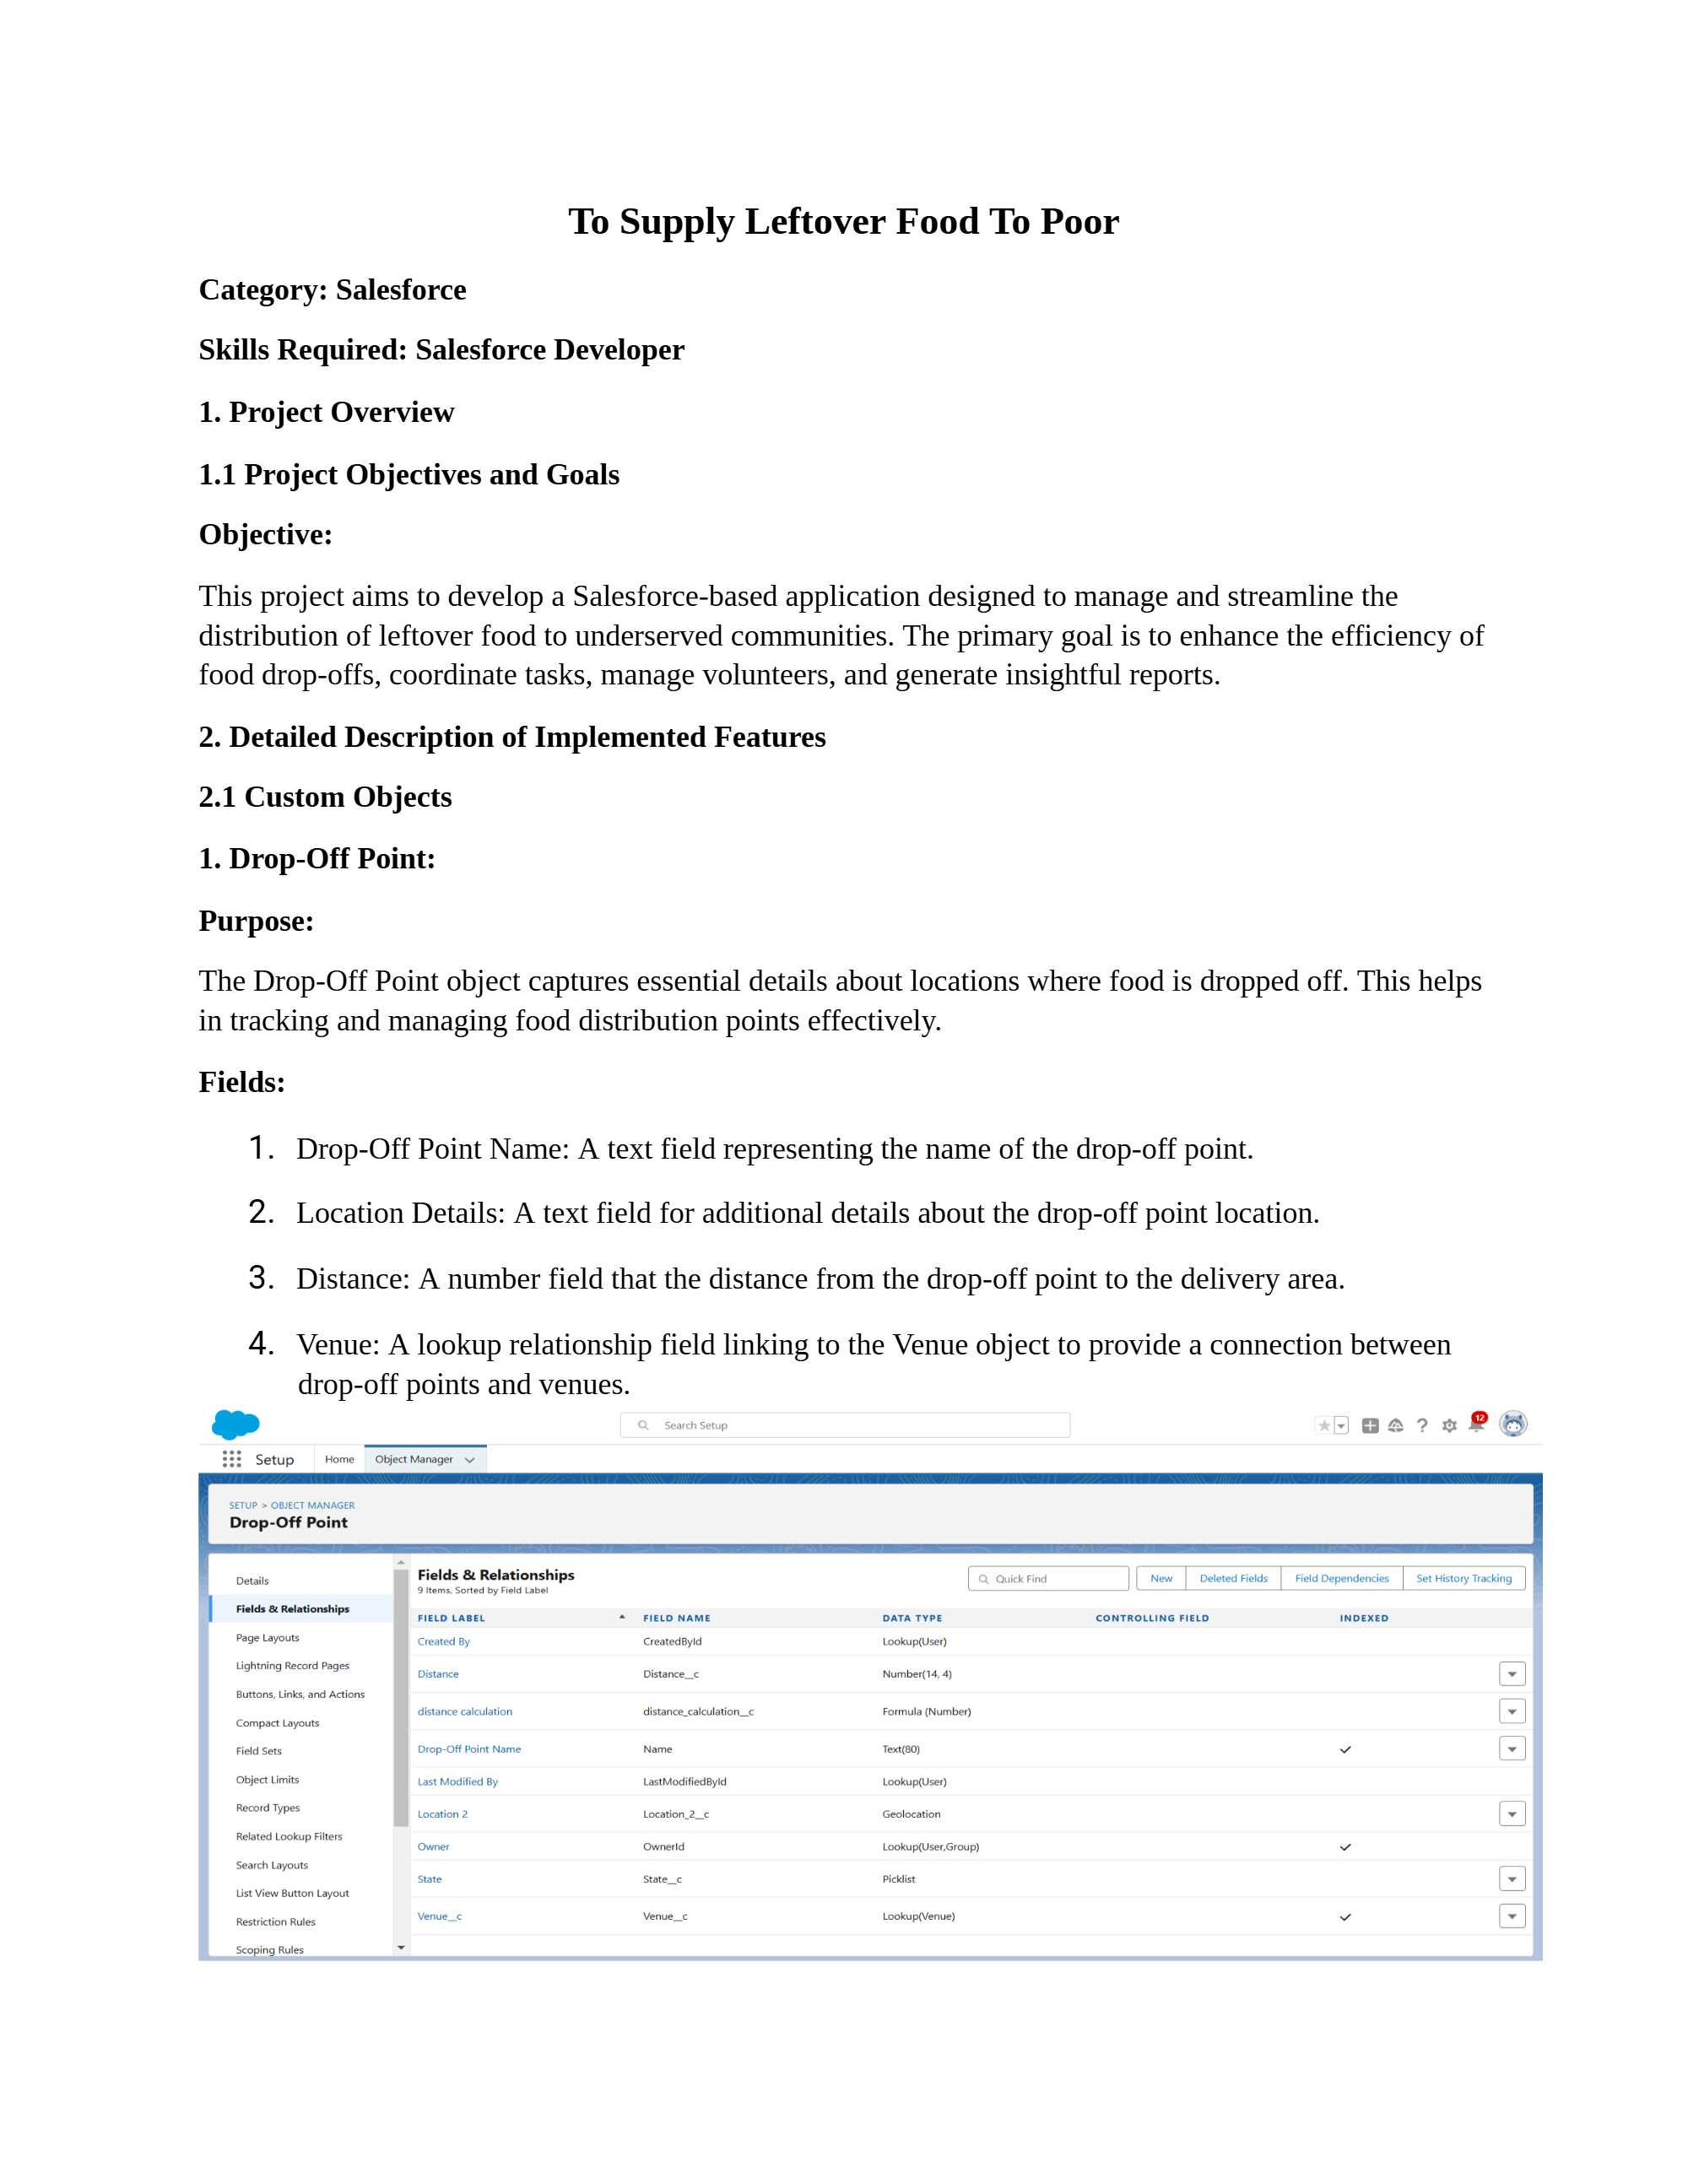 To Supply Leftover Food To Poor
Category: Salesforce
Skills Required: Salesforce Developer
1. Project Overview
1.1 Project Objectives and Goals
Objective:
This project aims to develop a Salesforce-based application designed to manage and streamline the
distribution of leftover food to underserved communities. The primary goal is to enhance the efficiency of
food drop-offs, coordinate tasks, manage volunteers, and generate insightful reports.
2. Detailed Description of Implemented Features
2.1 Custom Objects
1. Drop-Off Point:
Purpose:
The Drop-Off Point object captures essential details about locations where food is dropped off. This helps
in tracking and managing food distribution points effectively.
Fields:
1. Drop-Off Point Name: A text field representing the name of the drop-off point.
2. Location Details: A text field for additional details about the drop-off point location.
3. Distance: A number field that the distance from the drop-off point to the delivery area.
4. Venue: A lookup relationship field linking to the Venue object to provide a connection between
drop-off points and venues.
Search Setup
12
Setup Home Object Manager
SETUP > OBJECT MANAGER
Drop-Off Point
Details
Fields & Relationships
Page Layouts
Lightning Record Pages
Buttons, Links, and Actions
Compact Layouts
Field Sets
Object Limits
Record Types
Related Lookup Filters
Search Layouts
List View Button Layout
Restriction Rules
Scoping Rules
Fields & Relationships
9 Items, Sorted by Field Label
Quick Find New Deleted Fields Field Dependencies Set History Tracking
FIELD LABEL FIELD NAME DATA TYPE CONTROLLING FIELD INDEXED
Created By CreatedById Lookup(User)
Distance Distance__c Number(14, 4)
distance calculation distance_calculation__c Formula (Number)
Drop-Off Point Name Name Text(80)
Last Modified By LastModifiedById Lookup(User)
Location 2 Location_2__c Geolocation
Owner OwnerId Lookup(User,Group)
State State__c Picklist
Venue__c Venue__c Lookup(Venue)